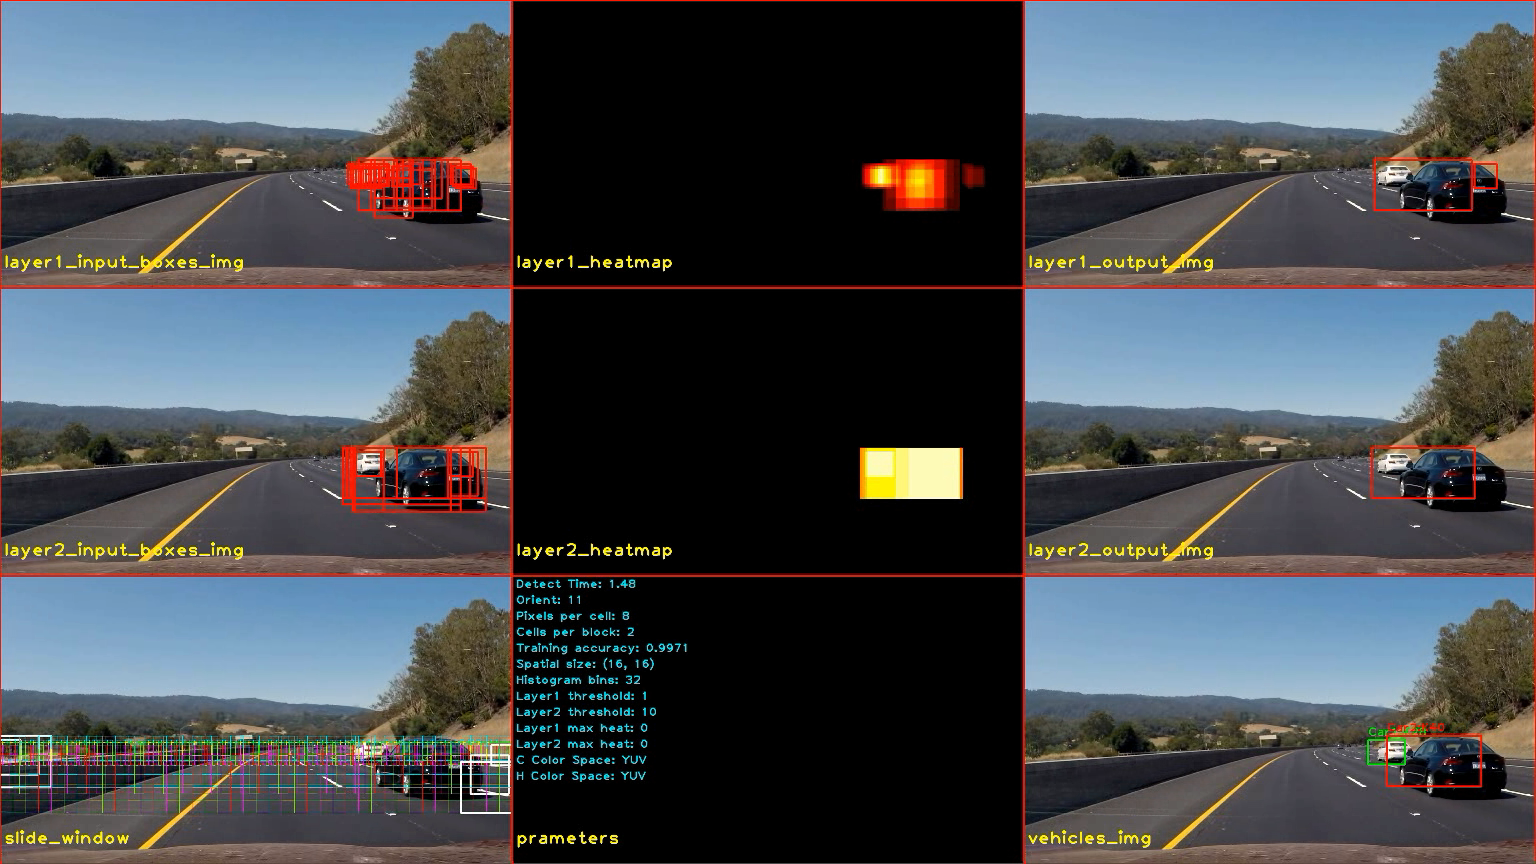 layer1_input_boxes_img
layer1_heatmap
layer1_output_img
layer2_input_boxes_img
layer2_heatmap
layer2_output_img
slide_window
Detect Time: 1.48
Orient: 11
Pixels per cell: 8
Cells per block: 2
Training accuracy: 0.9971
Spatial size: (16, 16)
Histogram bins: 32
Layer1 threshold: 1
Layer2 threshold: 10
Layer1 max heat: 0
Layer2 max heat: 0
C Color Space: YUV
H Color Space: YUV
prameters
vehicles_img